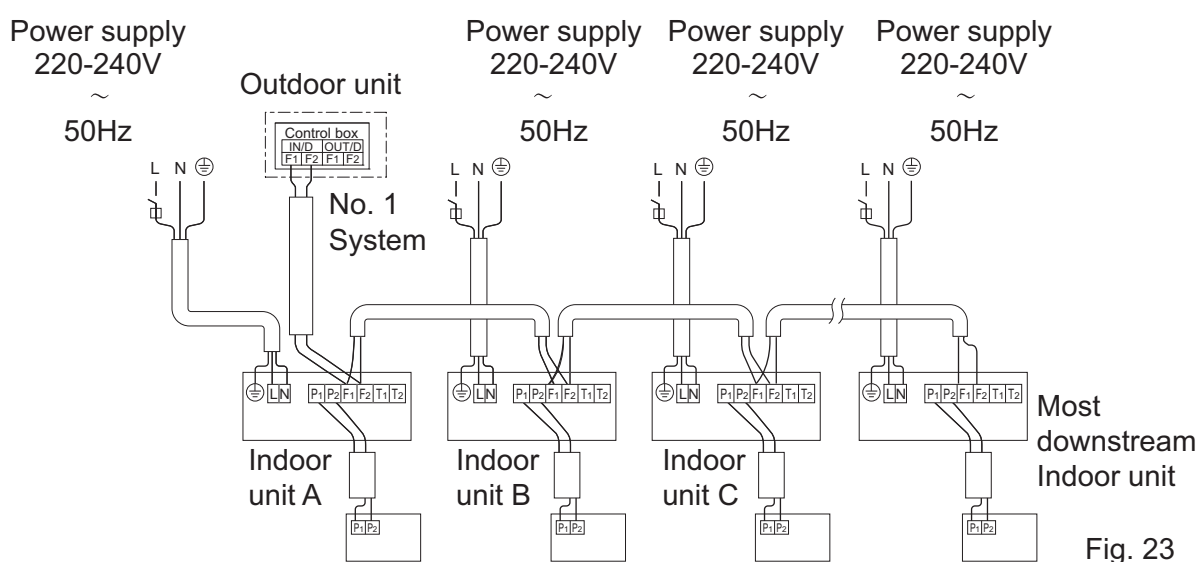 Power supply
220-240V
~
50Hz
Outdoor unit
Control box
IN/D OUT/D
F1 F2 F1 F2
No. 1
System
Power supply
220-240V
~
50Hz
Power supply
220-240V
~
50Hz
Power supply
220-240V
~
50Hz
L N
L N
L N
L N
L N
P1 P2 F1 F2 T1 T2
L N
P1 P2 F1 F2 T1 T2
L N
P1 P2 F1 F2 T1 T2
L N
P1 P2 F1 F2 T1 T2
Indoor
unit A
Indoor
unit B
Indoor
unit C
Most
downstream
Indoor unit
P1 P2
P1 P2
P1 P2
P1 P2
Fig. 23